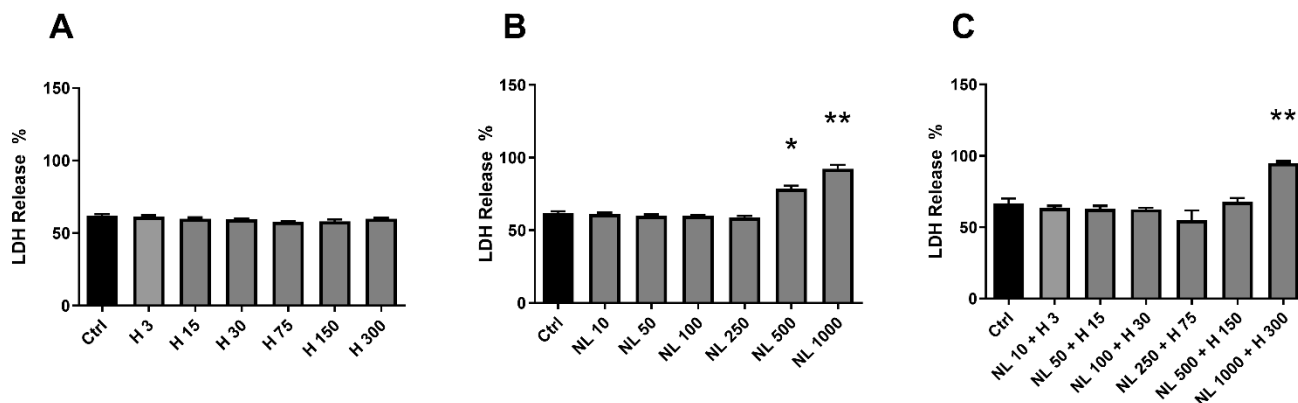 A
LDH Release %
150
100
50
0
Ctrl
H 3
H 15
H 30
H 75
H 150
H 300
B
LDH Release %
150
100
50
0
*
**
Ctrl
NL 10
NL 50
NL 100
NL 250
NL 500
NL 1000
C
LDH Release %
150
100
50
0
**
Ctrl
NL 10 + H 3
NL 50 + H 15
NL 100 + H 30
NL 250 + H 75
NL 500 + H 150
NL 1000 + H 300